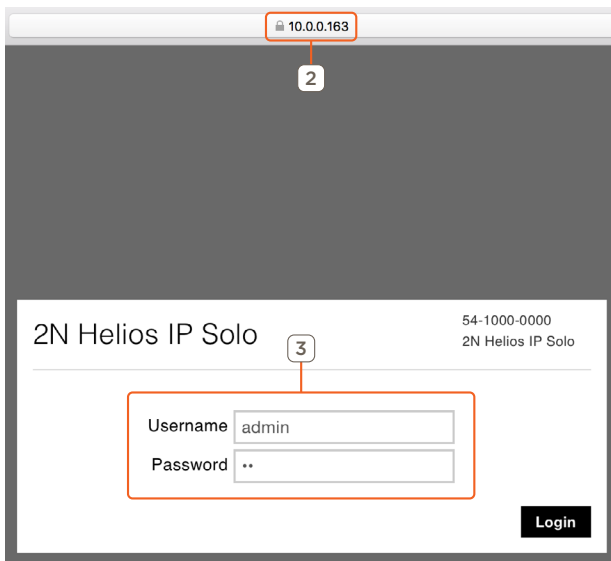 10.0.0.163
2
2N Helios IP Solo
54-1000-0000
2N Helios IP Solo
3
Username admin
Password ••
Login